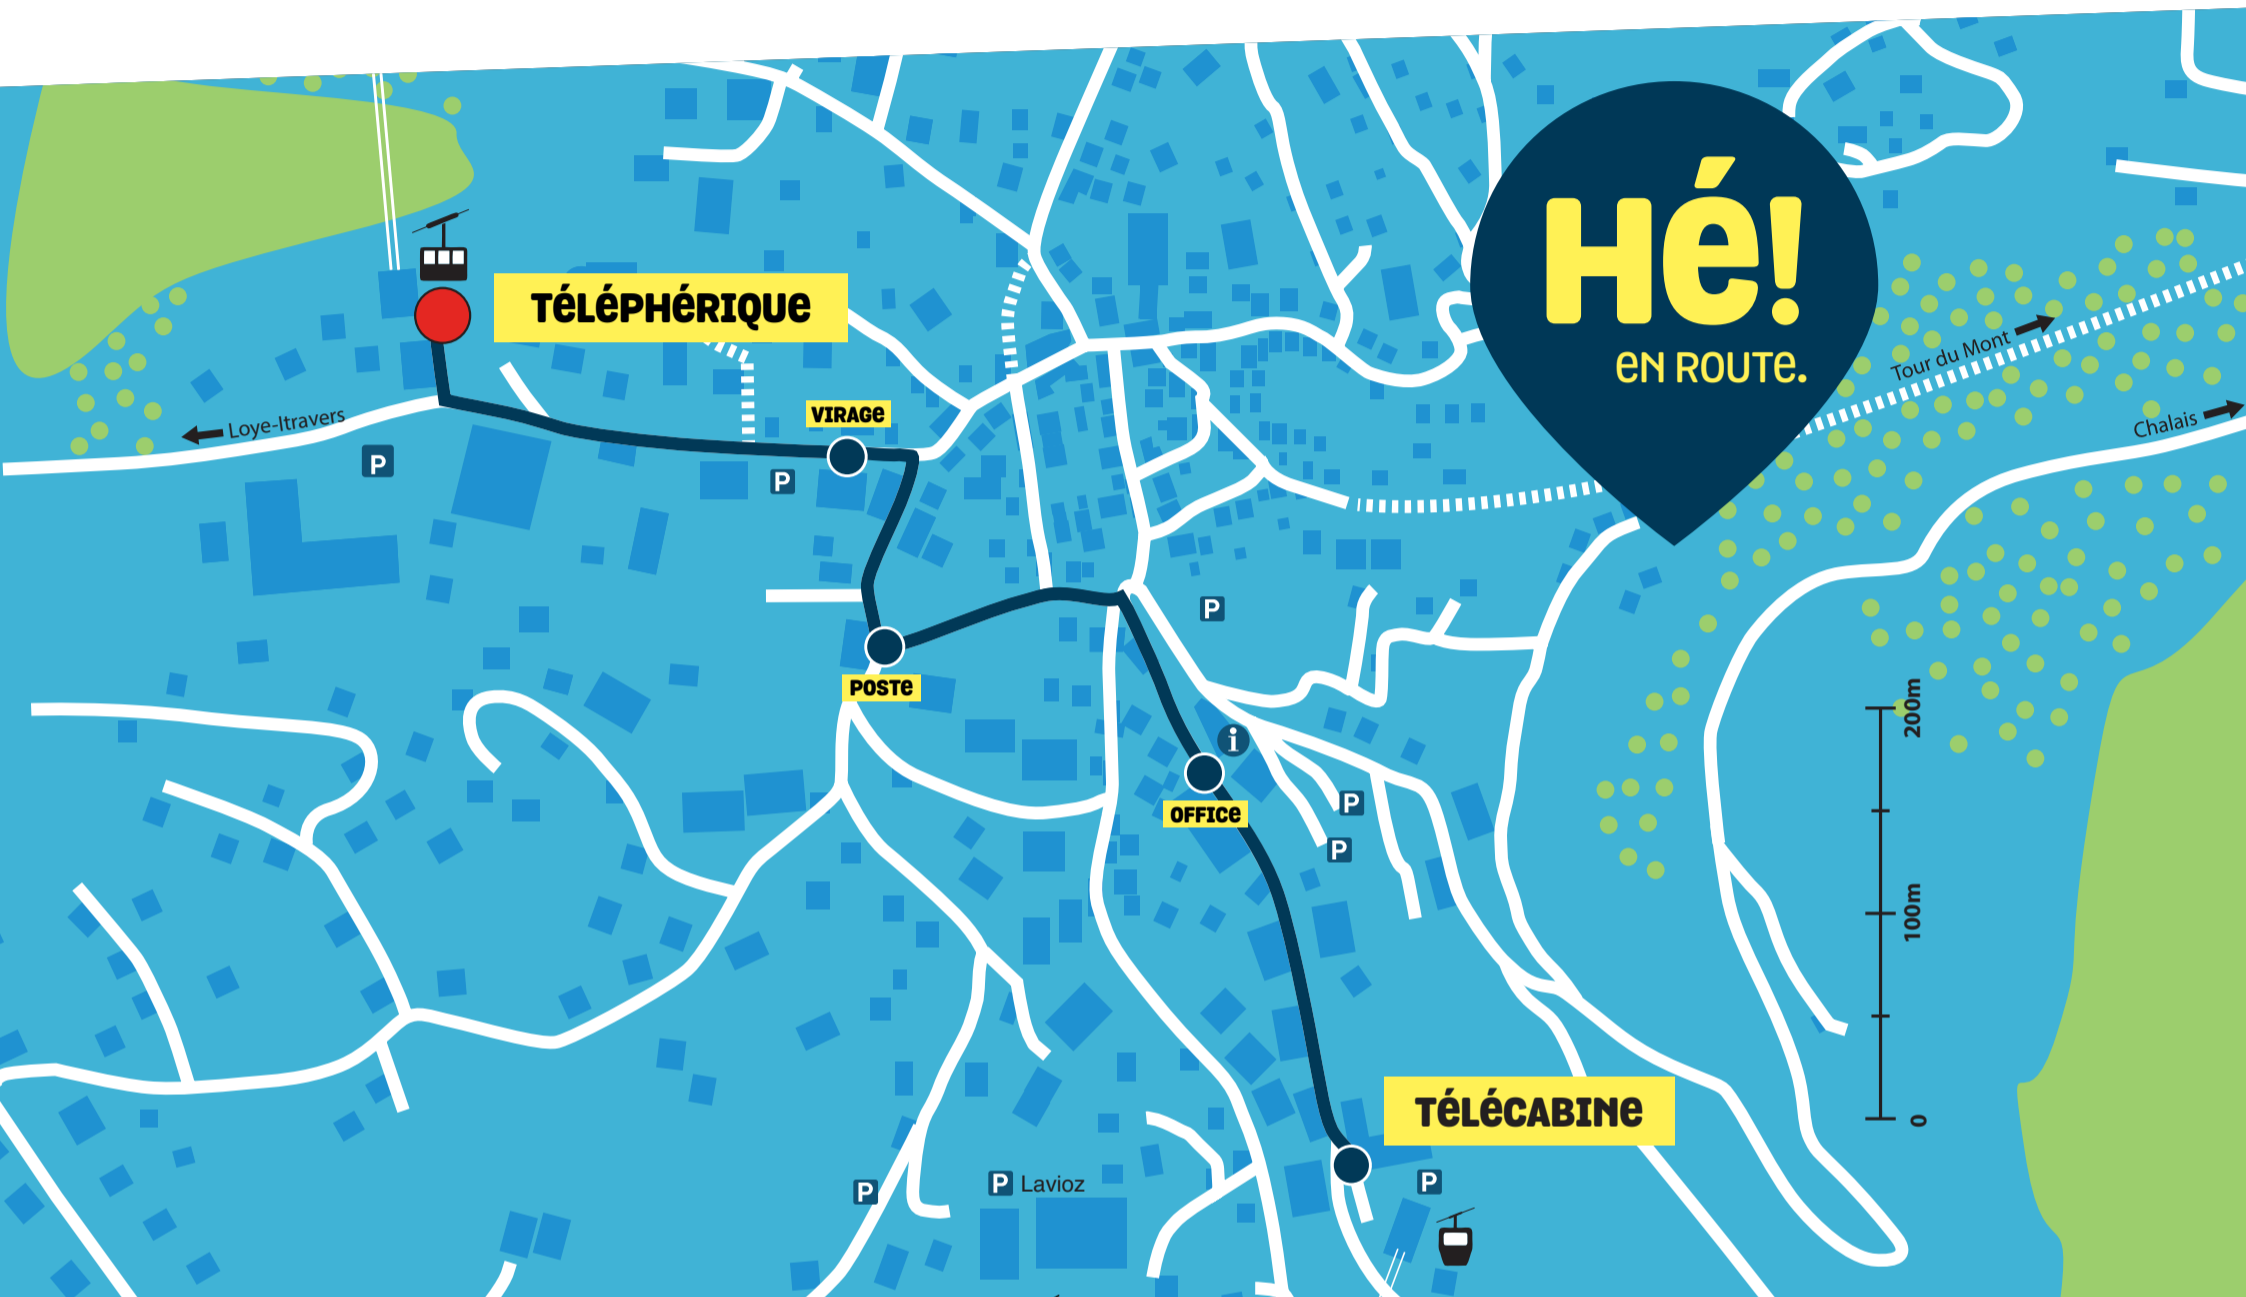 Hé!
en route.
Téléphérique
Tour du Mont
Virage
Chalais
Loye-Itravers
P
P
P
Poste
200m
i
Office
P
P
100m
Télécabine
0
P
P Lavioz
P